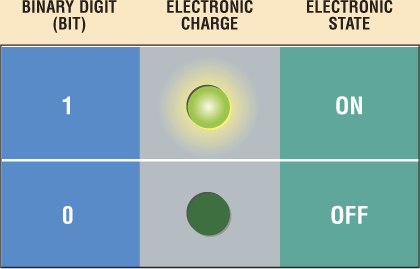 BINARY DIGIT ELECTRONIC ELECTRONIC
(BIT) CHARGE STATE
1 ON
0 OFF